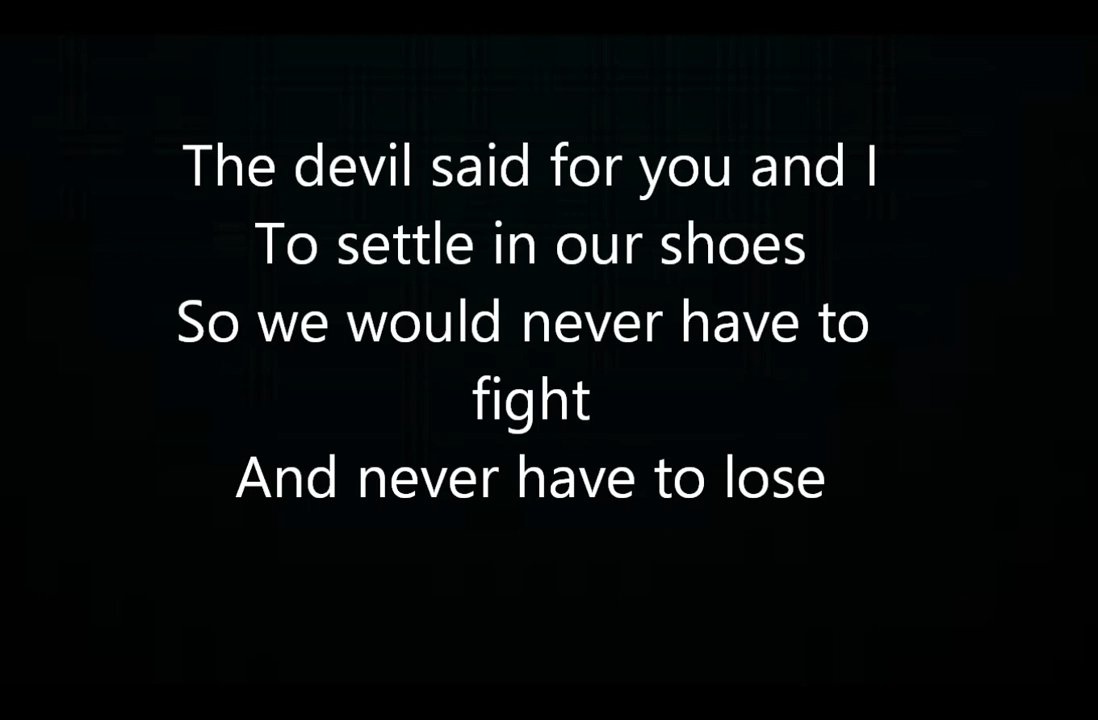 The devil said for you and I
To settle in our shoes
So we would never have to
fight
And never have to lose